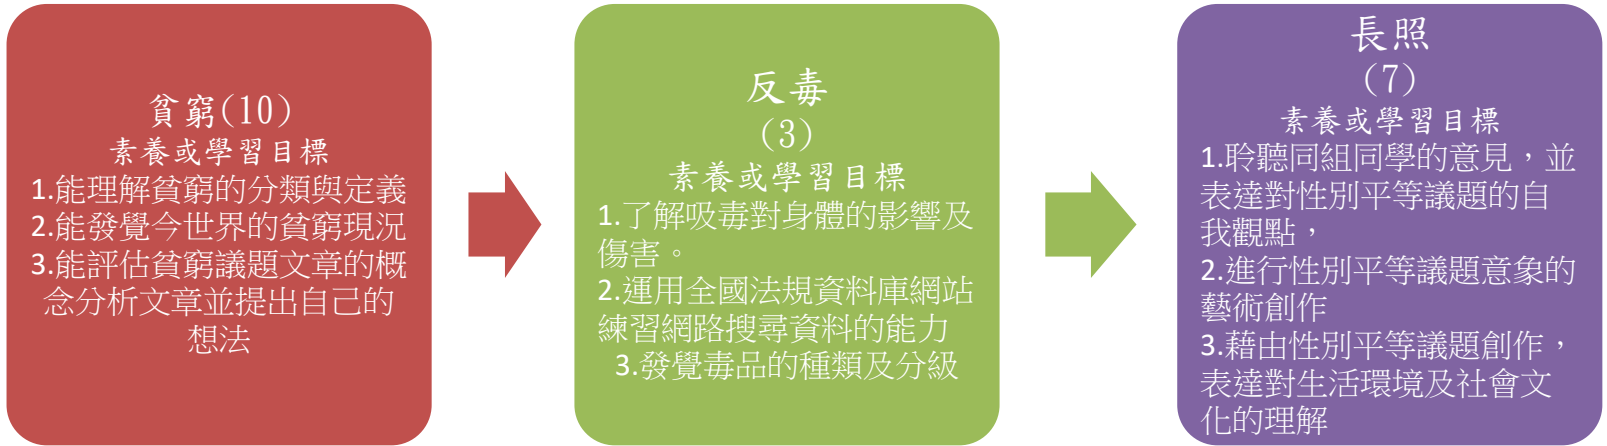 貧窮(10)
素養或學習目標
1.能理解貧窮的分類與定義
2.能發覺今世界的貧窮現況
3.能評估貧窮議題文章的概
念分析文章並提出自己的
想法
反毒
(3)
素養或學習目標
1.了解吸毒對身體的影響及
傷害。
2.運用全國法規資料庫網站
練習網路搜尋資料的能力
3.發覺毒品的種類及分級
長照
(7)
素養或學習目標
1.聆聽同組同學的意見，並
表達對性別平等議題的自
我觀點，
2.進行性別平等議題意象的
藝術創作
3.藉由性別平等議題創作，
表達對生活環境及社會文
化的理解